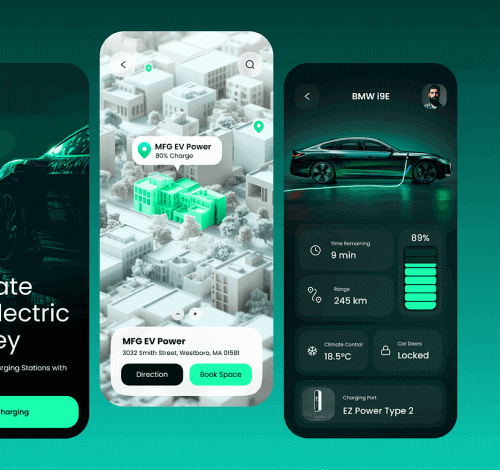 ate
lectric
ey
arging Stations with
harging
MFG EV Power
80% Charge
MFG EV Power
3032 Smith Street, Westboro, MA 01581
Direction
Book Space
BMW i9E
Time Remaining
9 min
89%
Range
245 km
Climate Control
18.5°C
Car Doors
Locked
Charging Port
EZ Power Type 2